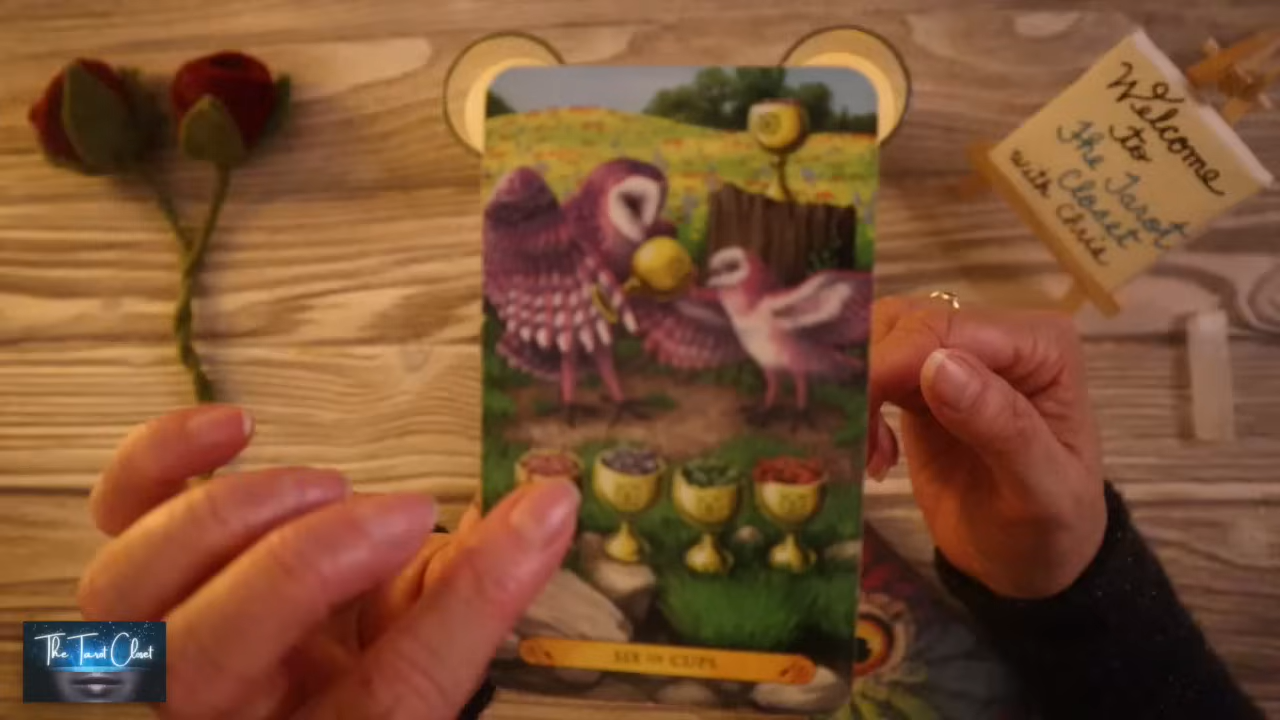 Welcome
to
The Tarot
Closet
with Chris
SIX OF CUPS
The Tarot Closet